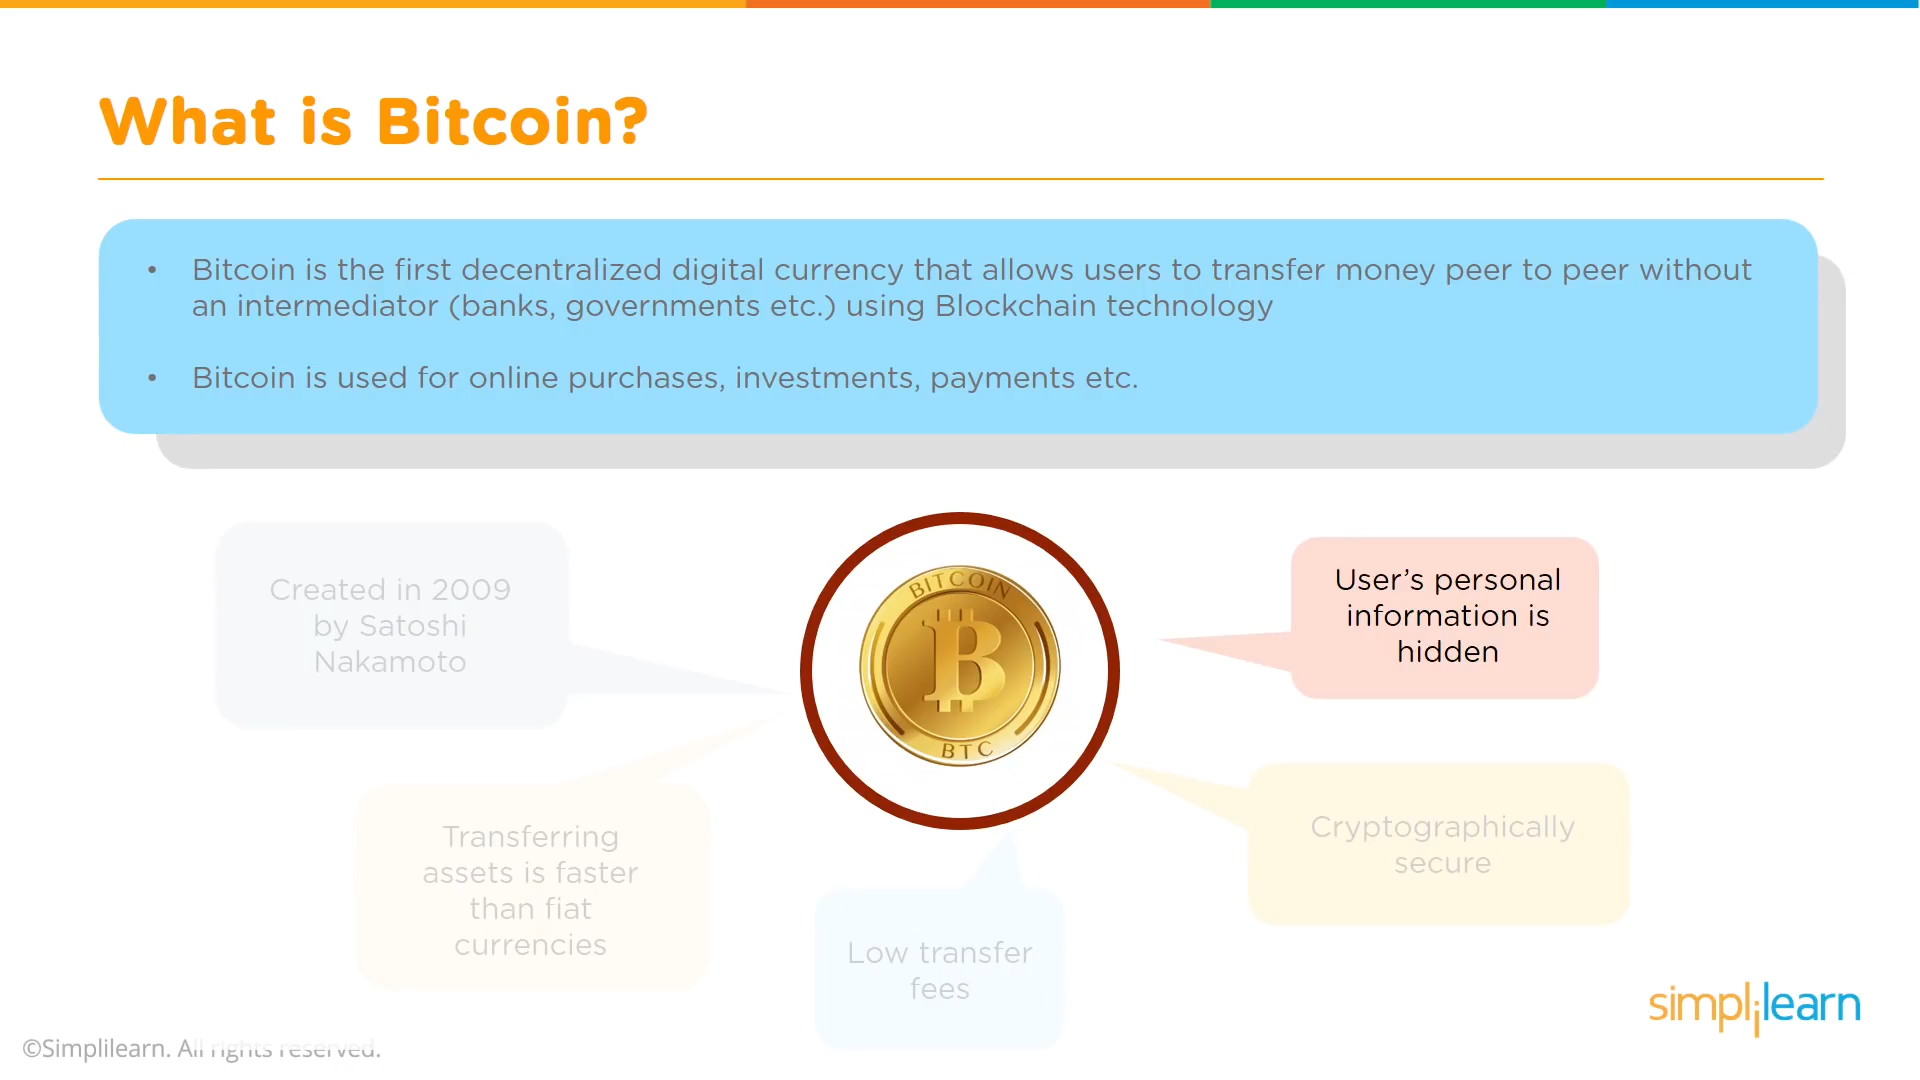 What is Bitcoin?
• Bitcoin is the first decentralized digital currency that allows users to transfer money peer to peer without
an intermediator (banks, governments etc.) using Blockchain technology
• Bitcoin is used for online purchases, investments, payments etc.
Created in 2009
by Satoshi
Nakamoto
BITCOIN
B
BTC
User’s personal
information is
hidden
Transferring
assets is faster
than fiat
currencies
Low transfer
fees
Cryptographically
secure
simplilearn
©Simplilearn. All rights reserved.